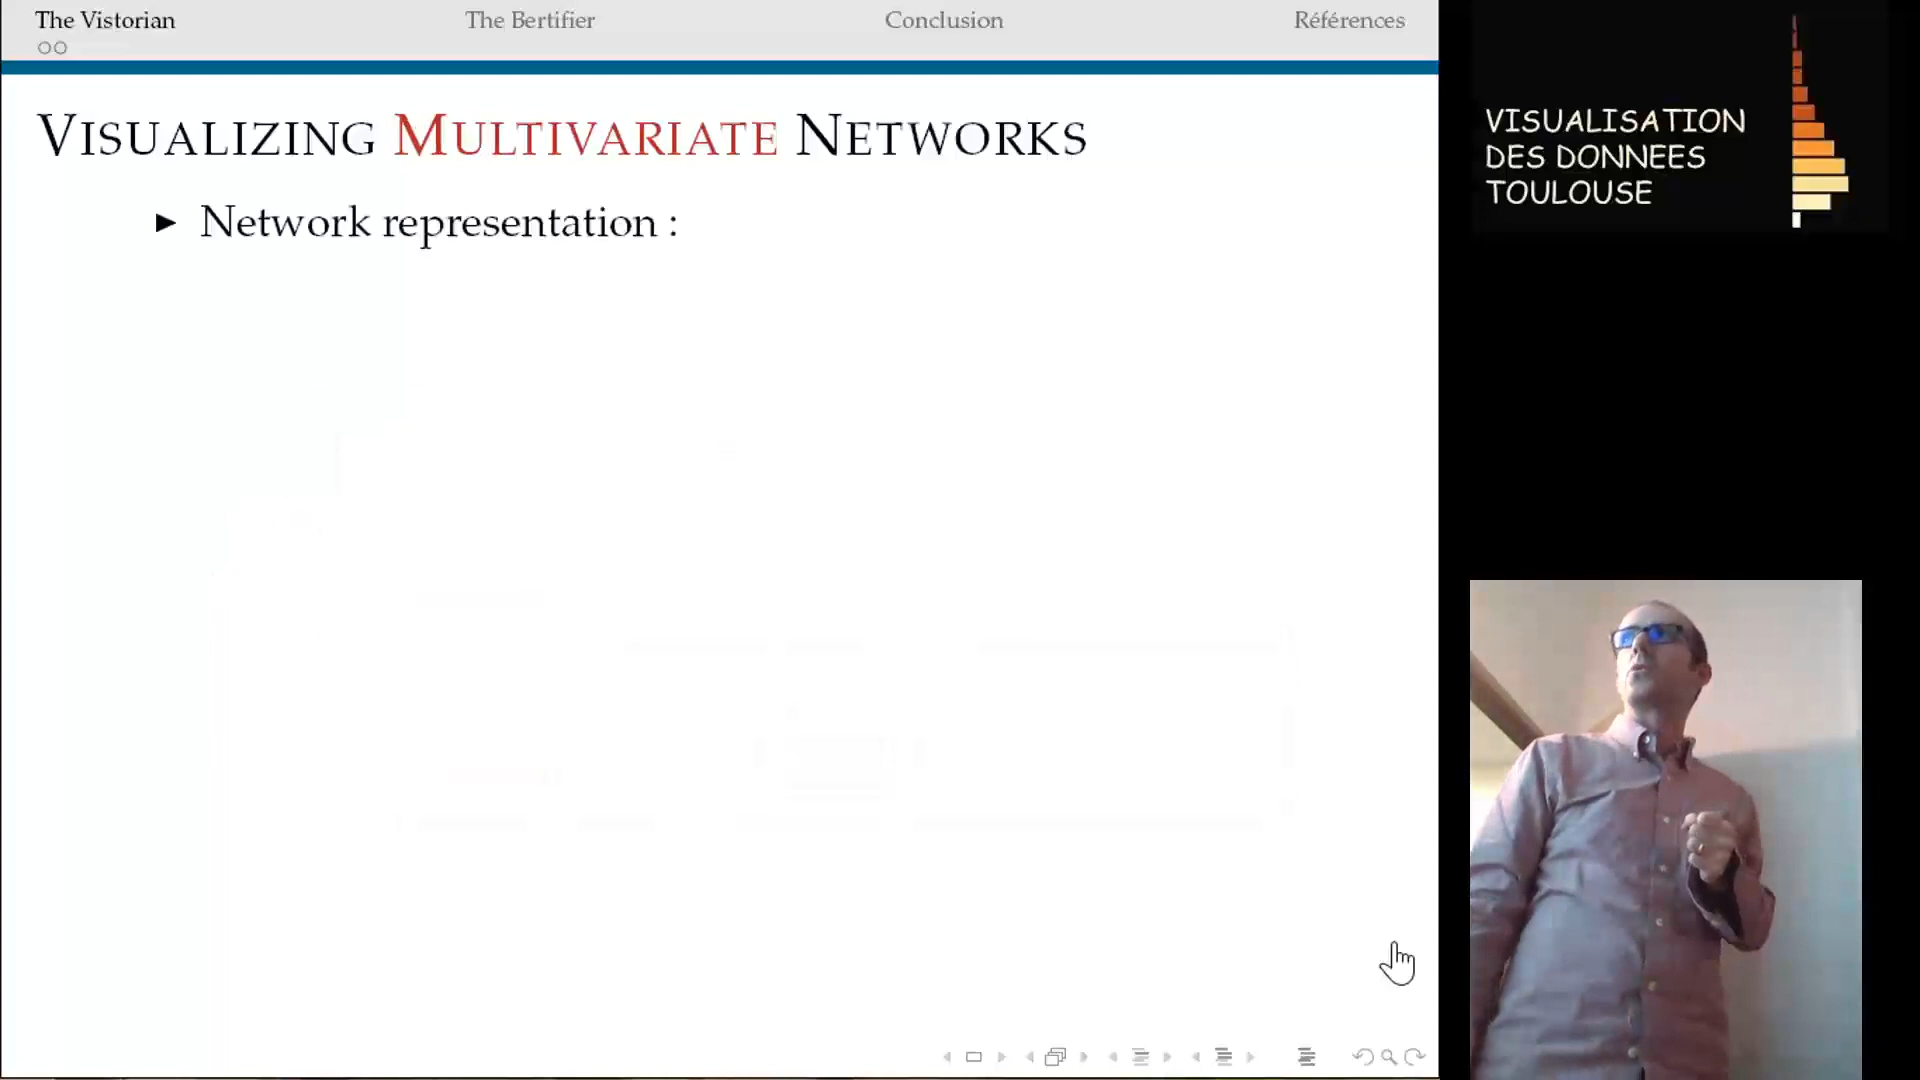 The Vistorian The Bertifier Conclusion Références
VISUALIZING MULTIVARIATE NETWORKS
► Network representation :
VISUALISATION
DES DONNEES
TOULOUSE